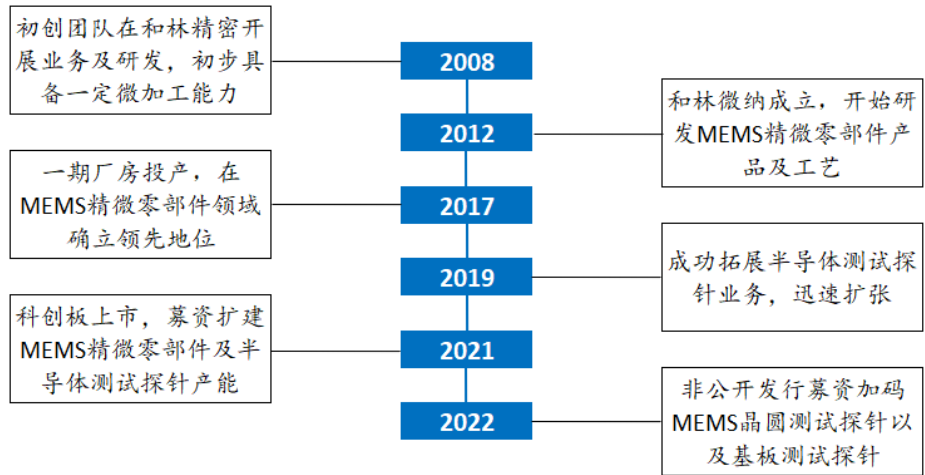 初创团队在和林精密开
展业务及研发，初步具
备一定微加工能力
2008
2012
和林微纳成立，开始研
发MEMS精微零部件产
品及工艺
一期厂房投产，在
MEMS精微零部件领域
确立领先地位
2017
2019
成功拓展半导体测试探
针业务，迅速扩张
科创板上市，募资扩建
MEMS精微零部件及半
导体测试探针产能
2021
2022
非公开发行募资加码
MEMS晶圆测试探针以
及基板测试探针